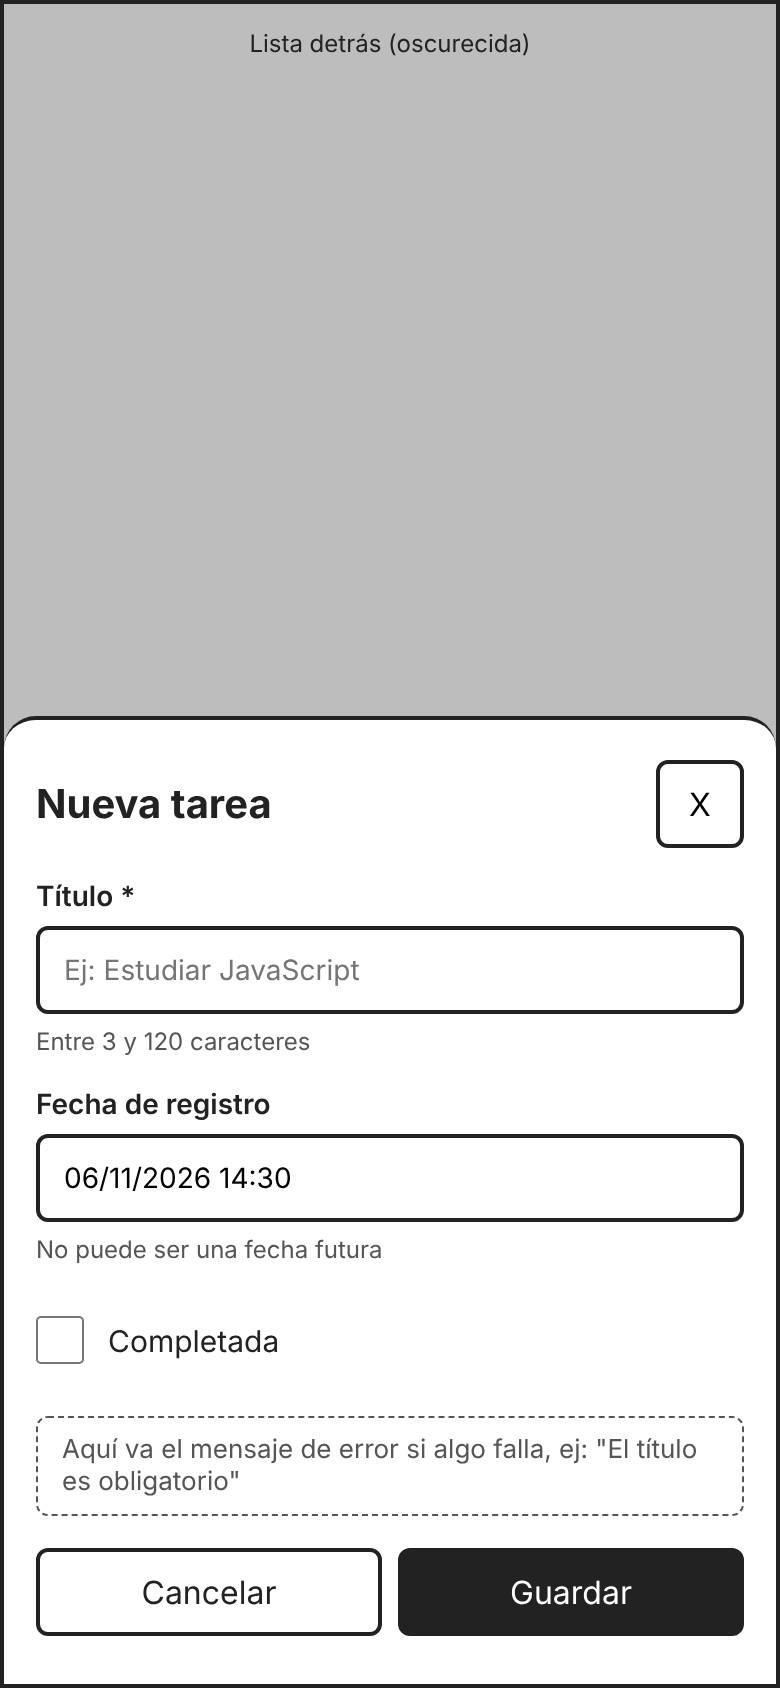 Lista detrás (oscurecida)
Nueva tarea
X
Título *
Ej: Estudiar JavaScript
Entre 3 y 120 caracteres
Fecha de registro
06/11/2026 14:30
No puede ser una fecha futura
Completada
Aquí va el mensaje de error si algo falla, ej: "El título
es obligatorio"
Cancelar
Guardar